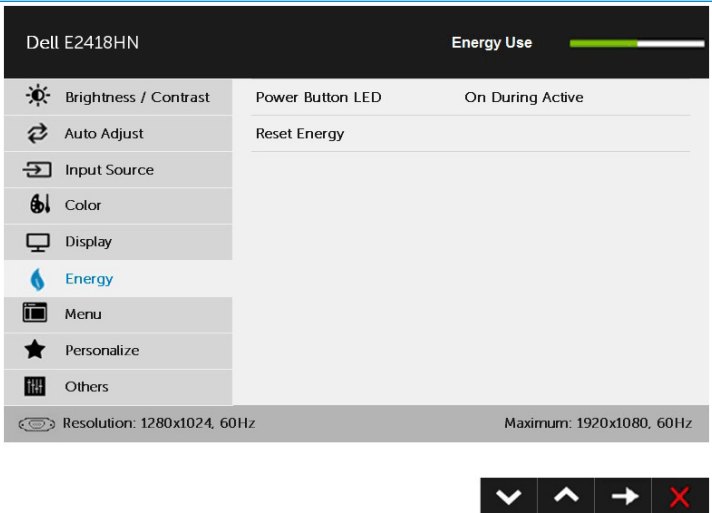 Dell E2418HN
Energy Use
Brightness / Contrast
Power Button LED
On During Active
Auto Adjust
Reset Energy
Input Source
Color
Display
Energy
Menu
Personalize
Others
Resolution: 1280x1024, 60Hz
Maximum: 1920x1080, 60Hz